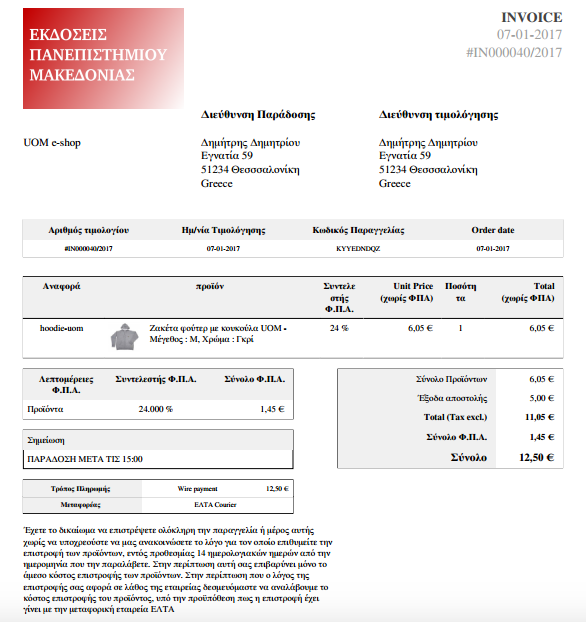 ΕΚΔΟΣΕΙΣ
ΠΑΝΕΠΙΣΤΗΜΙΟΥ
ΜΑΚΕΔΟΝΙΑΣ
INVOICE
07-01-2017
#IN000040/2017
Διεύθυνση Παράδοσης Διεύθυνση τιμολόγησης
UOM e-shop Δημήτρης Δημητρίου Δημήτρης Δημητρίου
Εγνατία 59 Εγνατία 59
51234 Θεσσσαλονίκη 51234 Θεσσσαλονίκη
Greece Greece
Αριθμός τιμολογίου Ημ/νία Τιμολόγησης Κωδικός Παραγγελίας Order date
#IN000040/2017 07-01-2017 KYYEDNDQZ 07-01-2017
Αναφορά προϊόν Συντελε Unit Price Ποσότη Total
στής (χωρίς ΦΠΑ) τα (χωρίς ΦΠΑ)
Φ.Π.Α.
hoodie-uom Ζακέτα φούτερ με κουκούλα UOM - 24 % 6,05 € 1 6,05 €
Μέγεθος : M, Χρώμα : Γκρί
Λεπτομέρειες Συντελεστής Φ.Π.Α. Σύνολο Φ.Π.Α.
Φ.Π.Α.
Προϊόντα 24.000 % 1,45 €
Σύνολο Προϊόντων 6,05 €
Έξοδα αποστολής 5,00 €
Total (Tax excl.) 11,05 €
Σύνολο Φ.Π.Α. 1,45 €
Σύνολο 12,50 €
Σημείωση
ΠΑΡΑΔΟΣΗ ΜΕΤΑ ΤΙΣ 15:00
Τρόπος Πληρωμής Wire payment 12,50 €
Μεταφορέας ΕΛΤΑ Courier
Έχετε το δικαίωμα να επιστρέψετε ολόκληρη την παραγγελία ή μέρος αυτής
χωρίς να υποχρεούστε να μας ανακοινώσετε το λόγο για τον οποίο επιθυμείτε την
επιστροφή των προϊόντων, εντός προθεσμίας 14 ημερολογιακών ημερών από την
ημερομηνία που την παραλάβετε. Στην περίπτωση αυτή σας επιβαρύνει μόνο το
άμεσο κόστος επιστροφής των προϊόντων. Στην περίπτωση που ο λόγος της
επιστροφής σας αφορά σε λάθος της εταιρείας δεσμευόμαστε να αναλάβουμε το
κόστος επιστροφής του προϊόντος, υπό την προϋπόθεση πως η επιστροφή έχει
γίνει με την μεταφορική εταιρεία ΕΛΤΑ